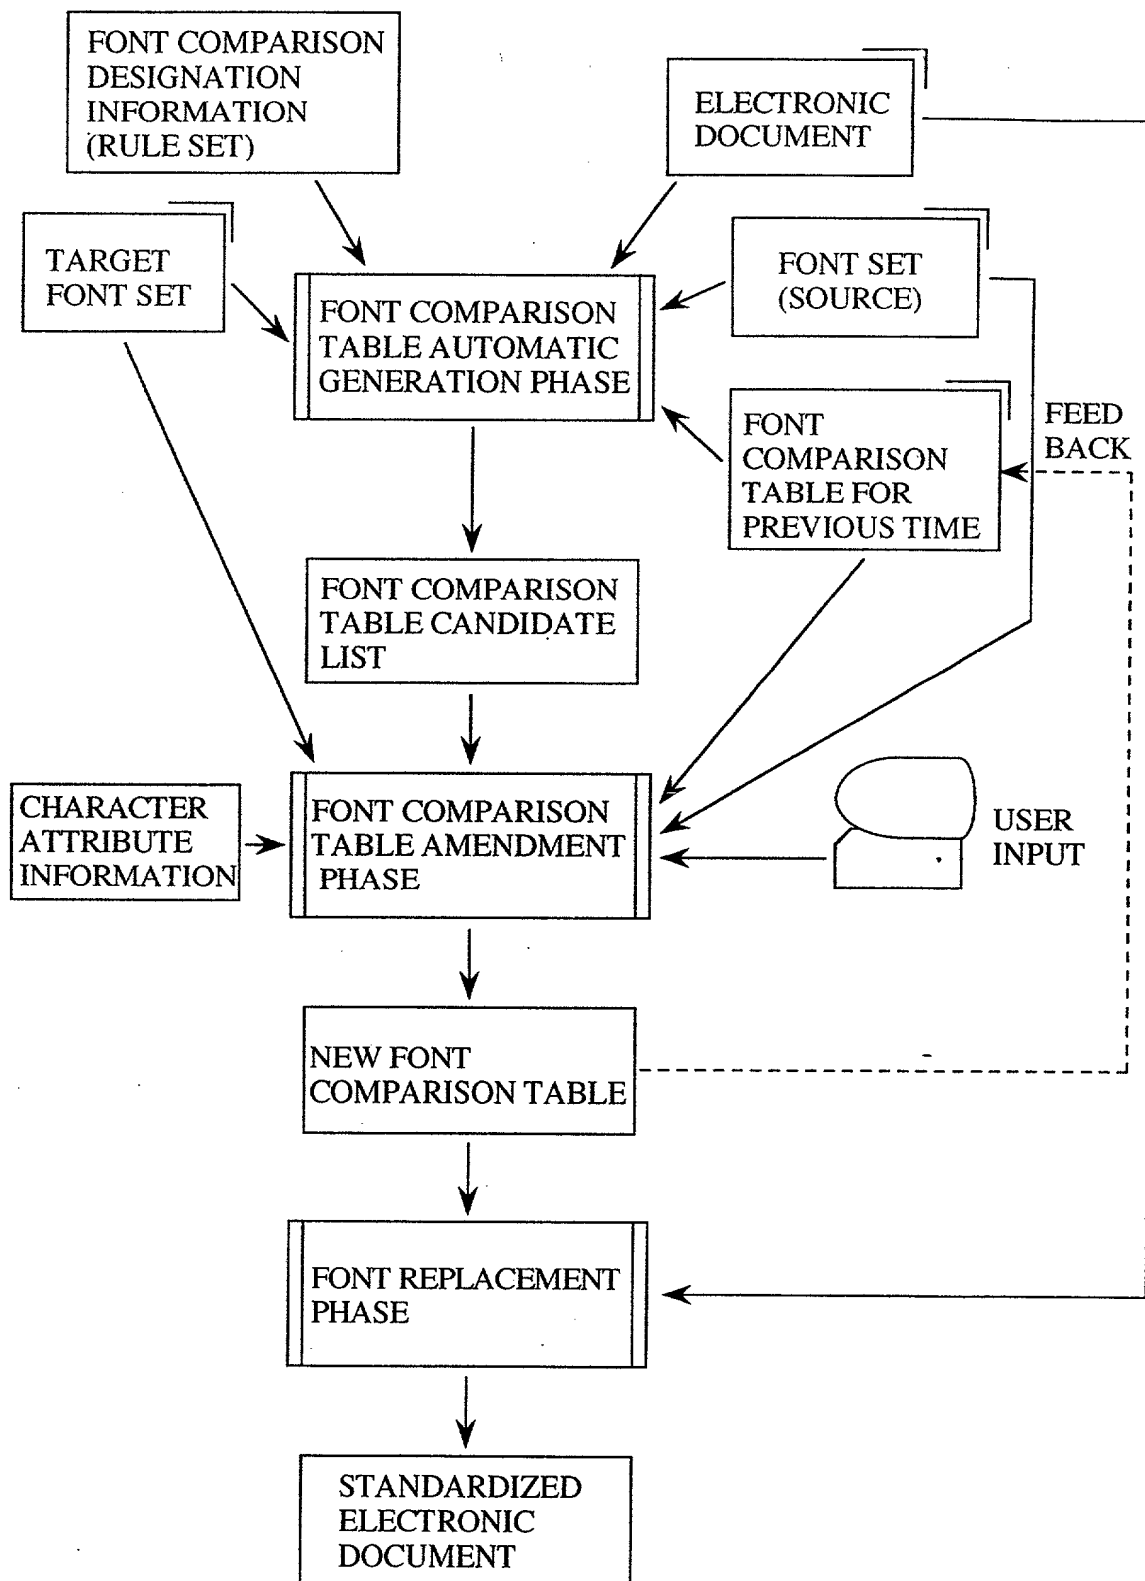 FONT COMPARISON
DESIGNATION
INFORMATION
(RULE SET)
ELECTRONIC
DOCUMENT
TARGET
FONT SET
FONT SET
(SOURCE)
FONT COMPARISON
TABLE AUTOMATIC
GENERATION PHASE
FONT
COMPARISON
TABLE FOR
PREVIOUS TIME
FEED
BACK
FONT COMPARISON
TABLE CANDIDATE
LIST
CHARACTER
ATTRIBUTE
INFORMATION
FONT COMPARISON
TABLE AMENDMENT
PHASE
USER
INPUT
NEW FONT
COMPARISON TABLE
FONT REPLACEMENT
PHASE
STANDARDIZED
ELECTRONIC
DOCUMENT